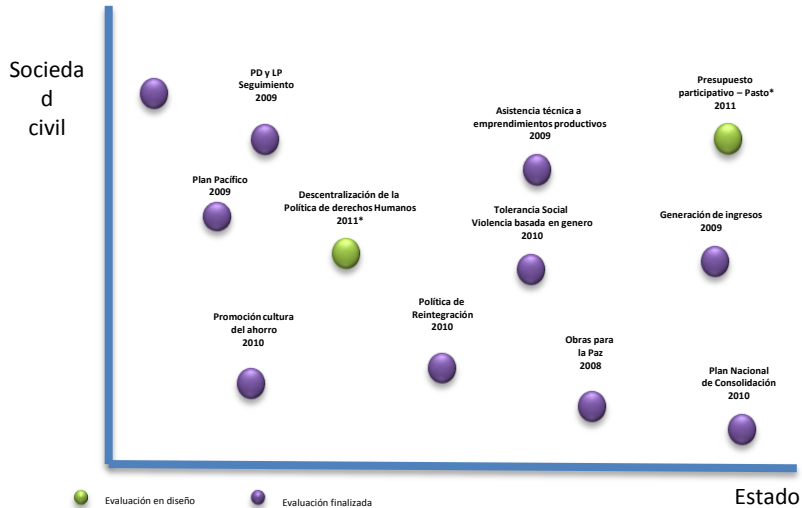 Socieda
d
civil
PD y LP
Seguimiento
2009
Presupuesto
participativo – Pasto*
2011
Asistencia técnica a
emprendimientos productivos
2009
Plan Pacífico
2009
Descentralización de la
Política de derechos Humanos
2011*
Tolerancia Social
Violencia basada en genero
2010
Generación de ingresos
2009
Promoción cultura
del ahorro
2010
Política de
Reintegración
2010
Obras para
la Paz
2008
Plan Nacional
de Consolidación
2010
Estado
Evaluación en diseño
Evaluación finalizada